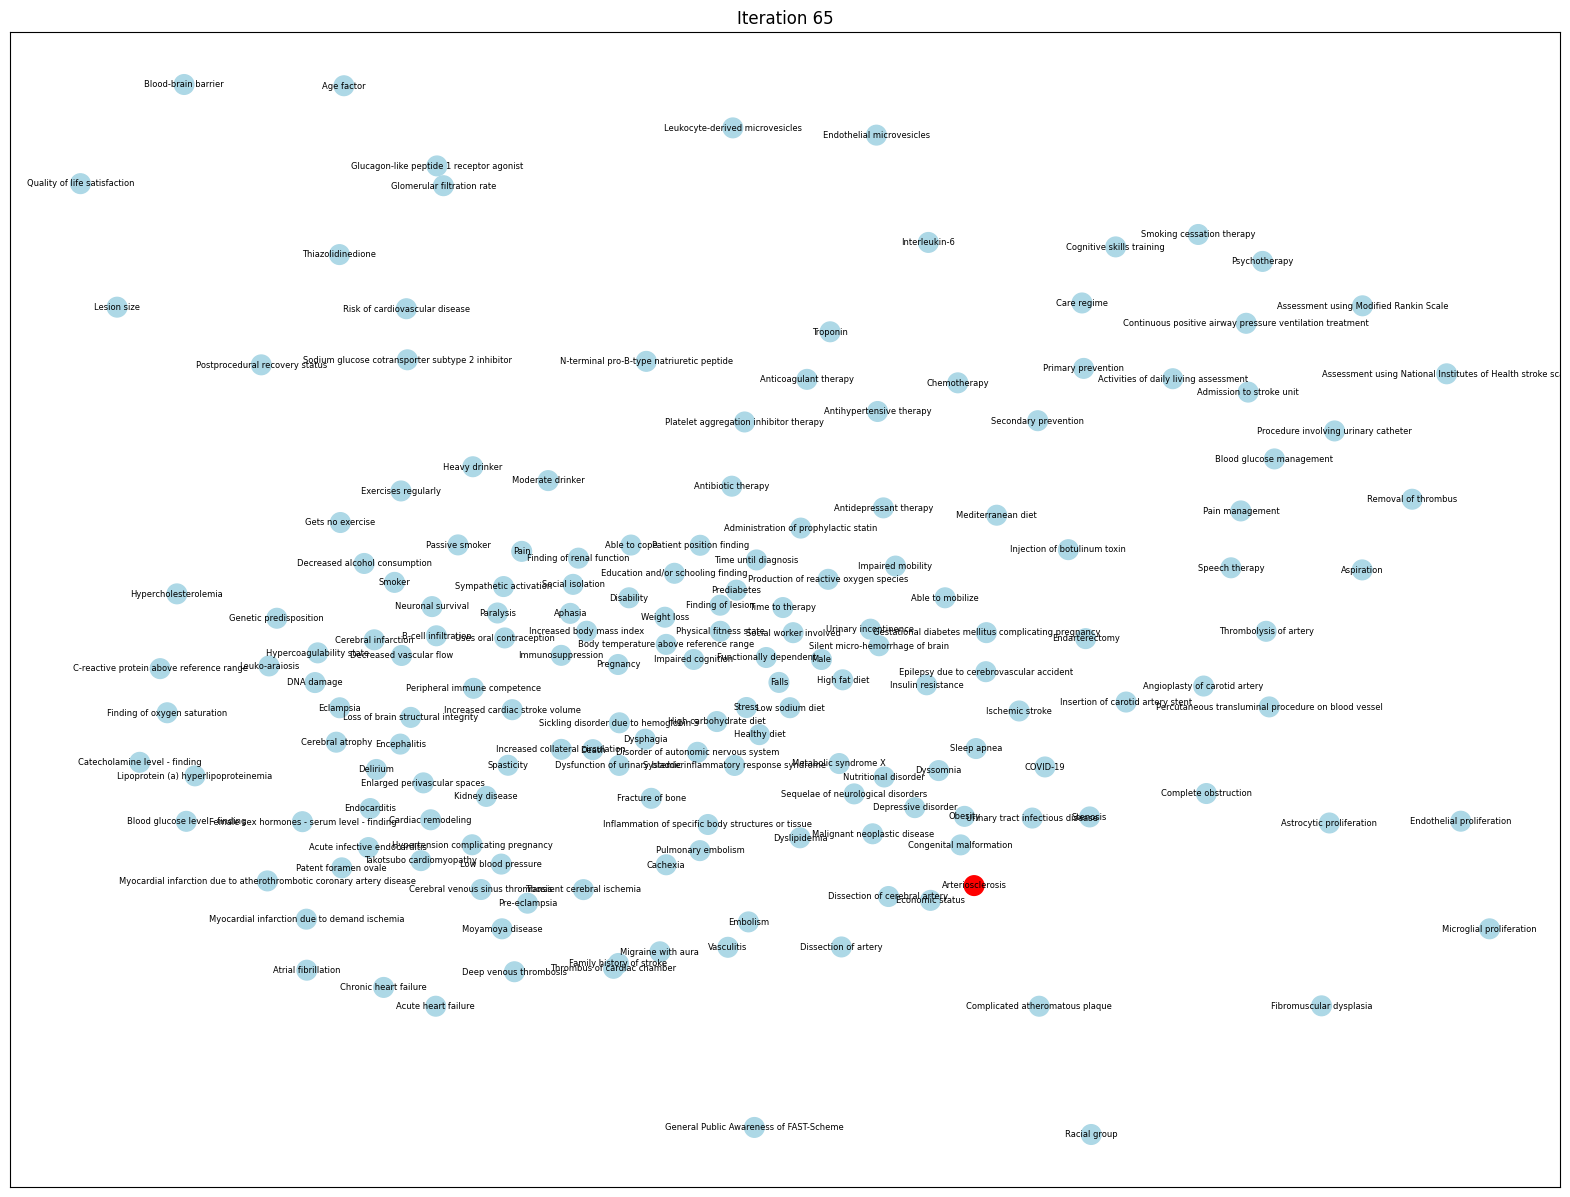 Iteration 65
Blood-brain barrier
Age factor
Leukocyte-derived microvesicles
Endothelial microvesicles
Glucagon-like peptide 1 receptor agonist
Quality of life satisfaction
Glomerular filtration rate
Smoking cessation therapy
Interleukin-6
Cognitive skills training
Thiazolidinedione
Psychotherapy
Care regime
Lesion size
Assessment using Modified Rankin Scale
Risk of cardiovascular disease
Continuous positive airway pressure ventilation treatment
Troponin
Sodium glucose cotransporter subtype 2 inhibitor
N-terminal pro-B-type natriuretic peptide
Postprocedural recovery status
Primary prevention
Assessment using National Institutes of Health stroke sc
Anticoagulant therapy
Activities of daily living assessment
Chemotherapy
Admission to stroke unit
Antihypertensive therapy
Platelet aggregation inhibitor therapy
Secondary prevention
Procedure involving urinary catheter
Blood glucose management
Heavy drinker
Moderate drinker
Antibiotic therapy
Exercises regularly
Removal of thrombus
Antidepressant therapy
Pain management
Mediterranean diet
Gets no exercise
Administration of prophylactic statin
Passive smoker
Able to cope
Patient position finding
Injection of botulinum toxin
Pain
Finding of renal function
Time until diagnosis
Decreased alcohol consumption
Impaired mobility
Speech therapy
Aspiration
Education and/or schooling finding
Production of reactive oxygen species
Smoker
Sympathetic activation
Social isolation
Prediabetes
Hypercholesterolemia
Disability
Able to mobilize
Neuronal survival
Finding of lesion
Time to therapy
Paralysis
Aphasia
Weight loss
Genetic predisposition
Urinary incontinence
Increased body mass index
Physical fitness state
Social worker involved
Gestational diabetes mellitus complicating pregnancy
Thrombolysis of artery
B-cell infiltration
Uses oral contraception
Cerebral infarction
Endarterectomy
Body temperature above reference range
Silent micro-hemorrhage of brain
Hypercoagulability state
Decreased vascular flow
Immunosuppression
Functionally dependent
Impaired cognition
Male
Pregnancy
Leuko-araiosis
C-reactive protein above reference range
Epilepsy due to cerebrovascular accident
High fat diet
DNA damage
Falls
Insulin resistance
Angioplasty of carotid artery
Peripheral immune competence
Insertion of carotid artery stent
Eclampsia
Stress
Low sodium diet
Percutaneous transluminal procedure on blood vessel
Increased cardiac stroke volume
Ischemic stroke
Finding of oxygen saturation
Loss of brain structural integrity
High carbohydrate diet
Sickling disorder due to hemoglobin S
Healthy diet
Dysphagia
Cerebral atrophy
Encephalitis
Increased collateral circulation
Death
Sleep apnea
Disorder of autonomic nervous system
Catecholamine level - finding
Metabolic syndrome X
Spasticity
Dysfunction of urinary bladder
Systemic inflammatory response syndrome
COVID-19
Delirium
Dyssomnia
Lipoprotein (a) hyperlipoproteinemia
Nutritional disorder
Enlarged perivascular spaces
Complete obstruction
Sequelae of neurological disorders
Kidney disease
Fracture of bone
Endocarditis
Depressive disorder
Obesity
Urinary tract infectious disease
Stenosis
Cardiac remodeling
Blood glucose level - finding
Female sex hormones - serum level - finding
Endothelial proliferation
Astrocytic proliferation
Inflammation of specific body structures or tissue
Malignant neoplastic disease
Dyslipidemia
Hypertension complicating pregnancy
Congenital malformation
Acute infective endocarditis
Pulmonary embolism
Takotsubo cardiomyopathy
Low blood pressure
Cachexia
Patent foramen ovale
Myocardial infarction due to atherothrombotic coronary artery disease
Arteriosclerosis
Cerebral venous sinus thrombosis
Transient cerebral ischemia
Dissection of cerebral artery
Economic status
Pre-eclampsia
Myocardial infarction due to demand ischemia
Embolism
Moyamoya disease
Microglial proliferation
Vasculitis
Dissection of artery
Migraine with aura
Family history of stroke
Thrombus of cardiac chamber
Atrial fibrillation
Deep venous thrombosis
Chronic heart failure
Acute heart failure
Complicated atheromatous plaque
Fibromuscular dysplasia
General Public Awareness of FAST-Scheme
Racial group